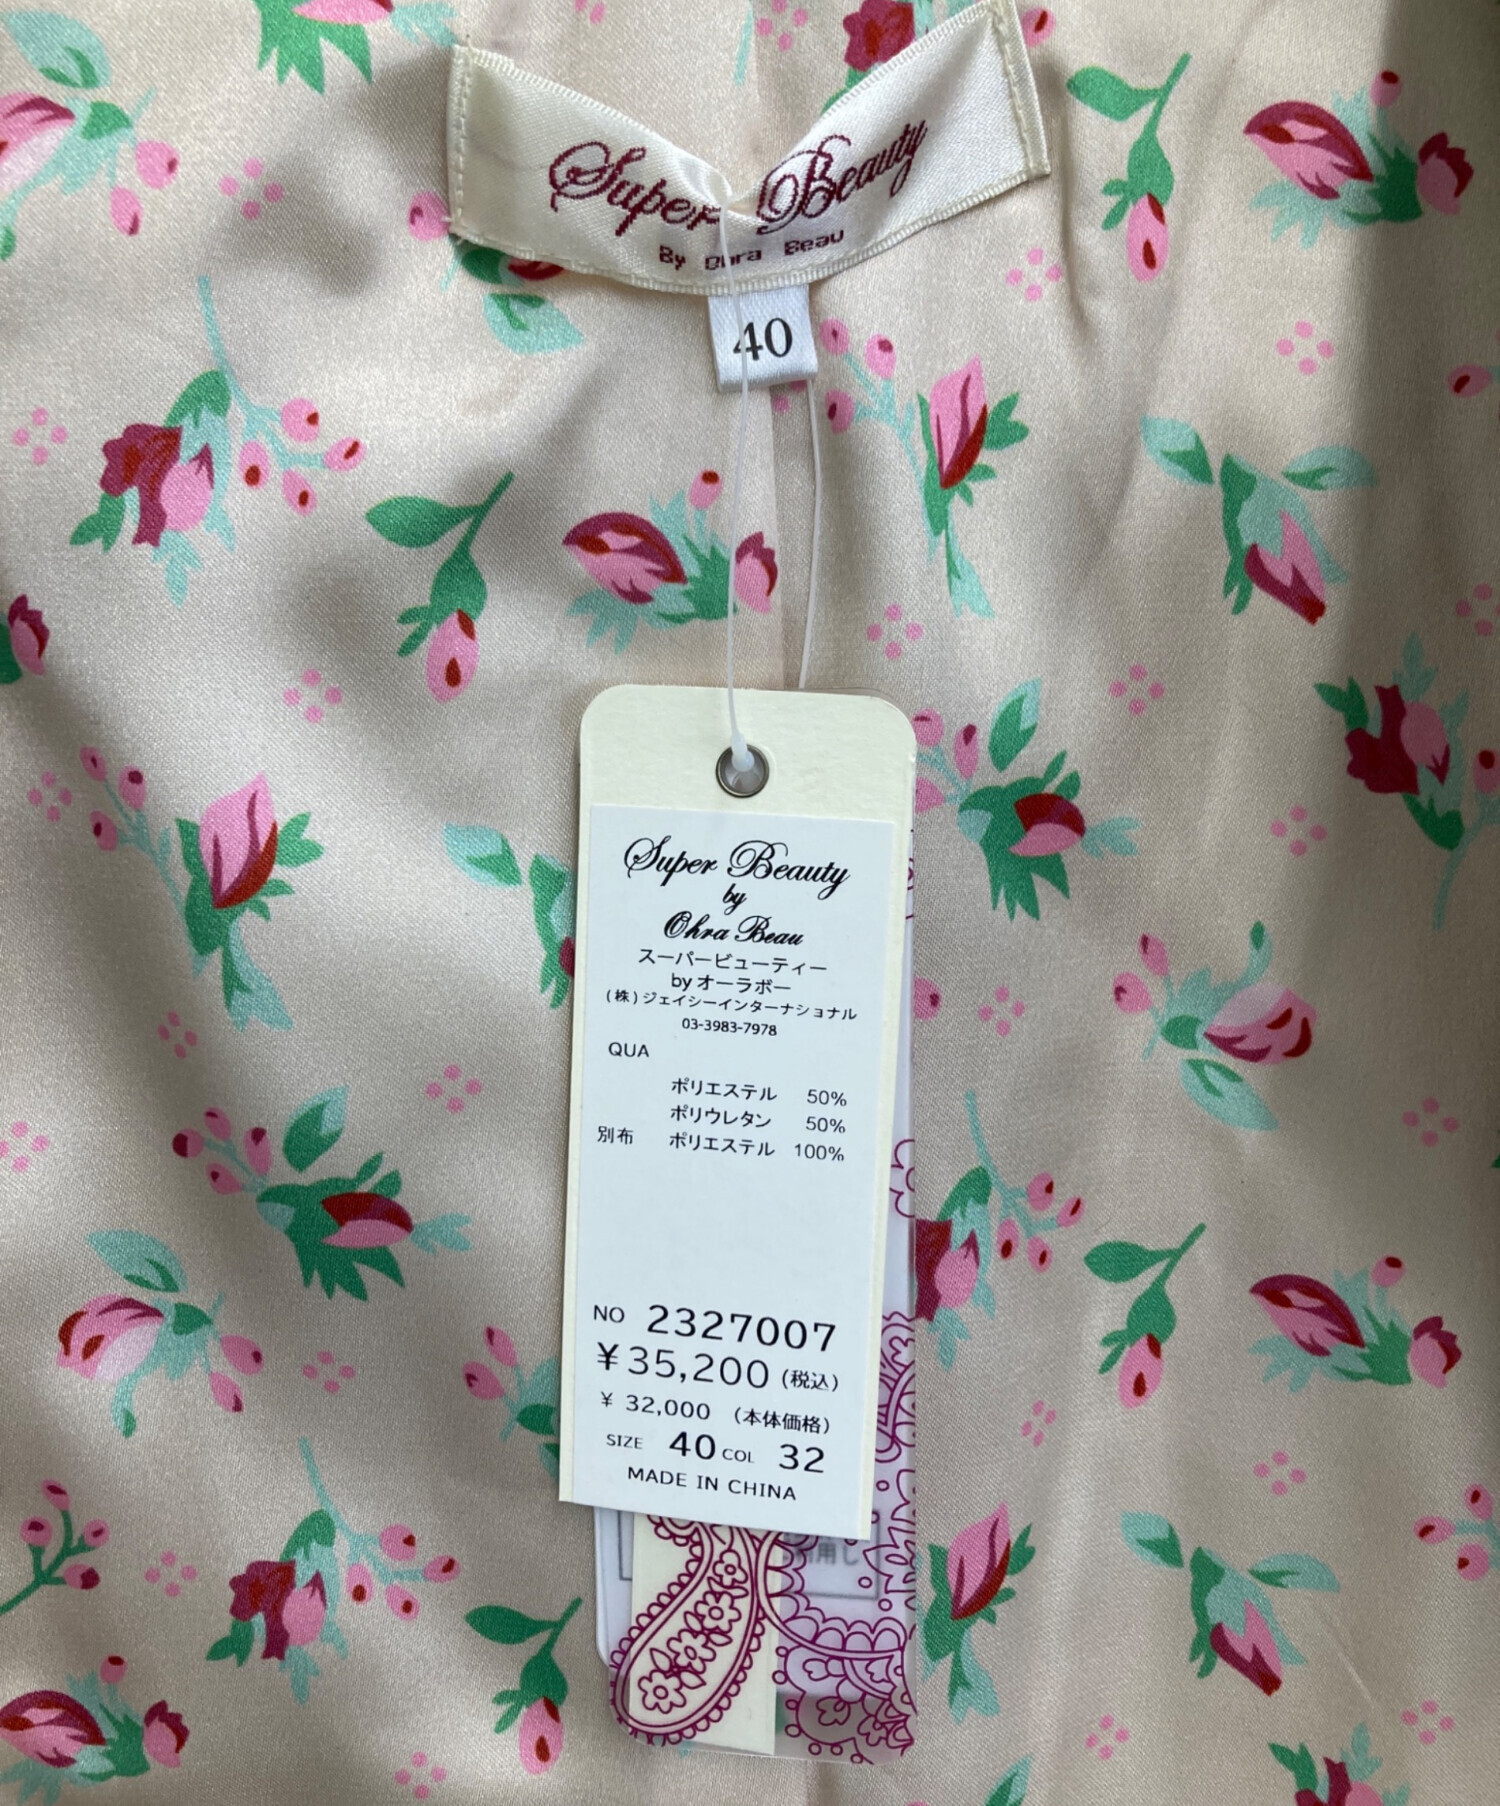 Super Beauty
By Ohra Beau
40
Super Beauty
by
Ohra Beau
スーパービューティー
by オーラボー
(株)ジェイシーインターナショナル
03-3983-7978
QUA
ポリエステル 50%
ポリウレタン 50%
別布 ポリエステル 100%
NO 2327007
¥35,200 (税込)
¥ 32,000 (本体価格)
SIZE 40 COL 32
MADE IN CHINA